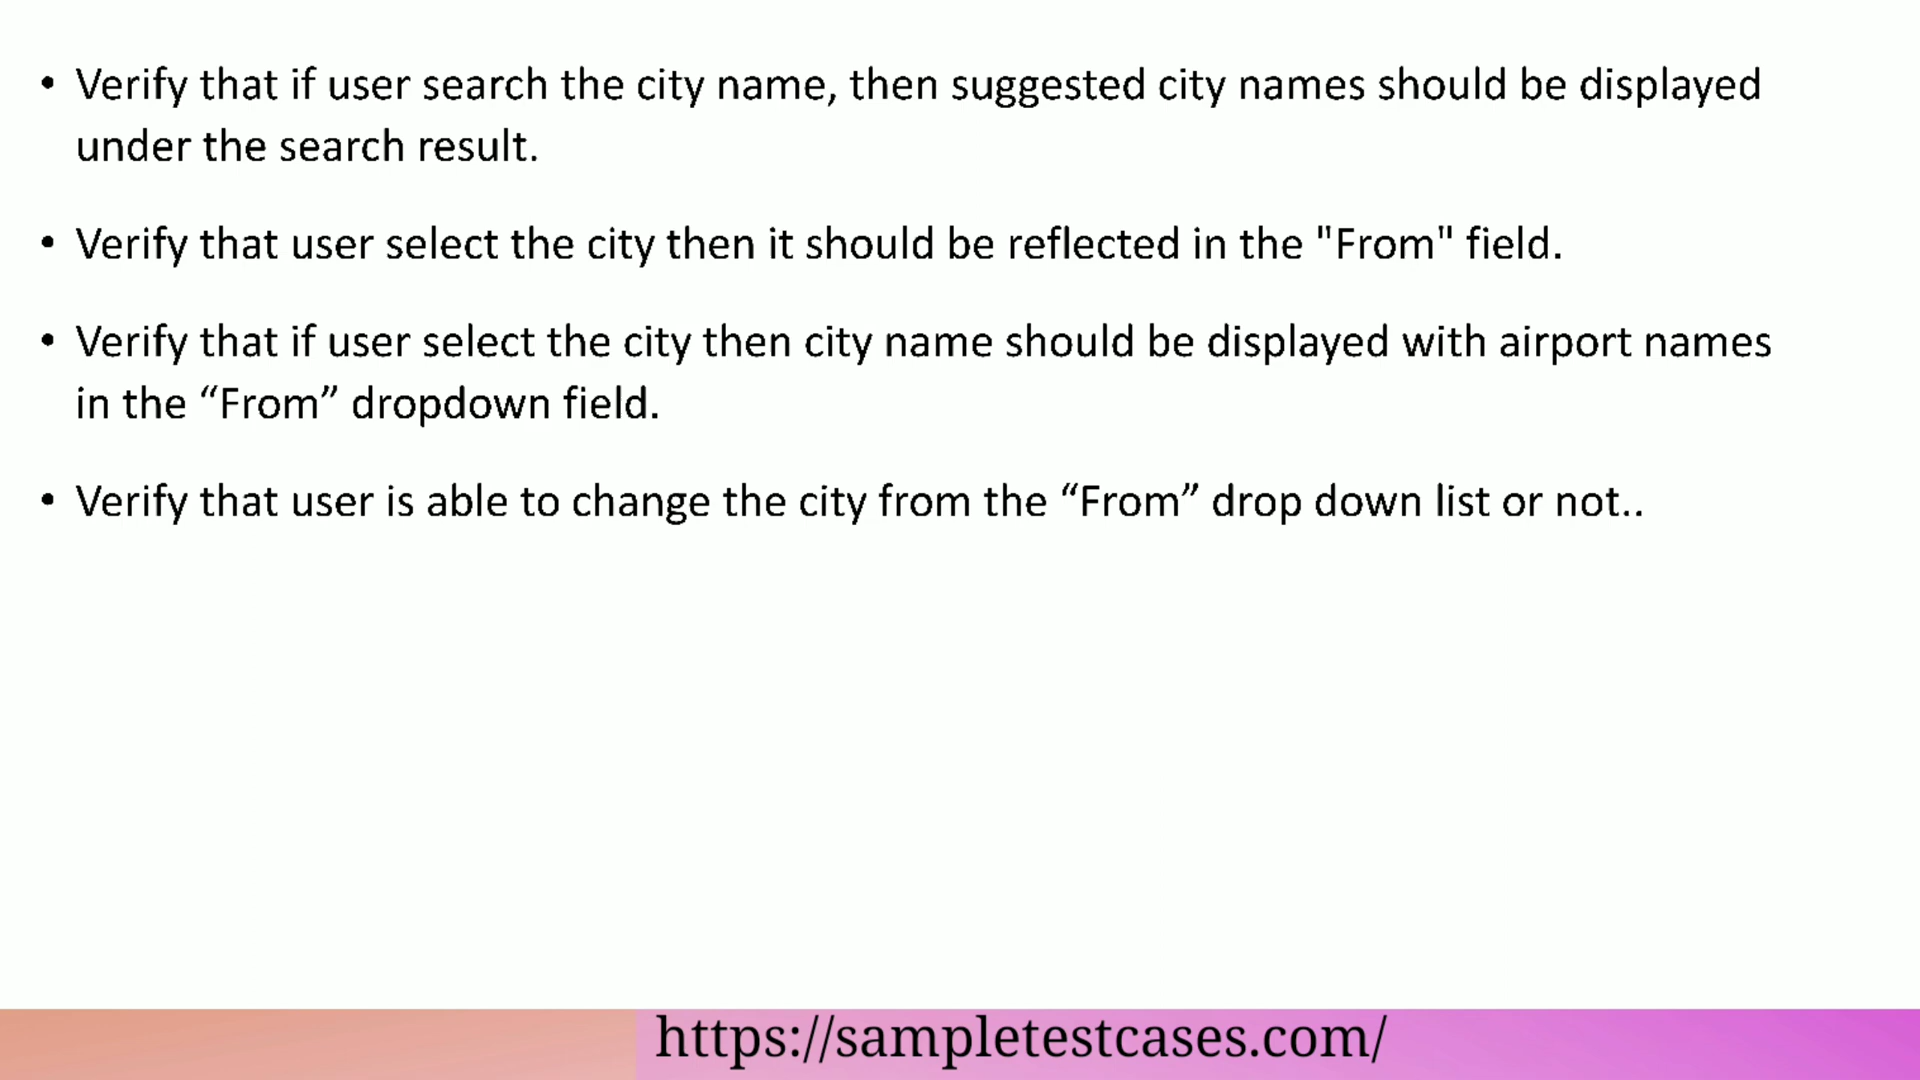 • Verify that if user search the city name, then suggested city names should be displayed
under the search result.
• Verify that user select the city then it should be reflected in the "From" field.
• Verify that if user select the city then city name should be displayed with airport names
in the “From” dropdown field.
• Verify that user is able to change the city from the “From” drop down list or not..
https://sampletestcases.com/